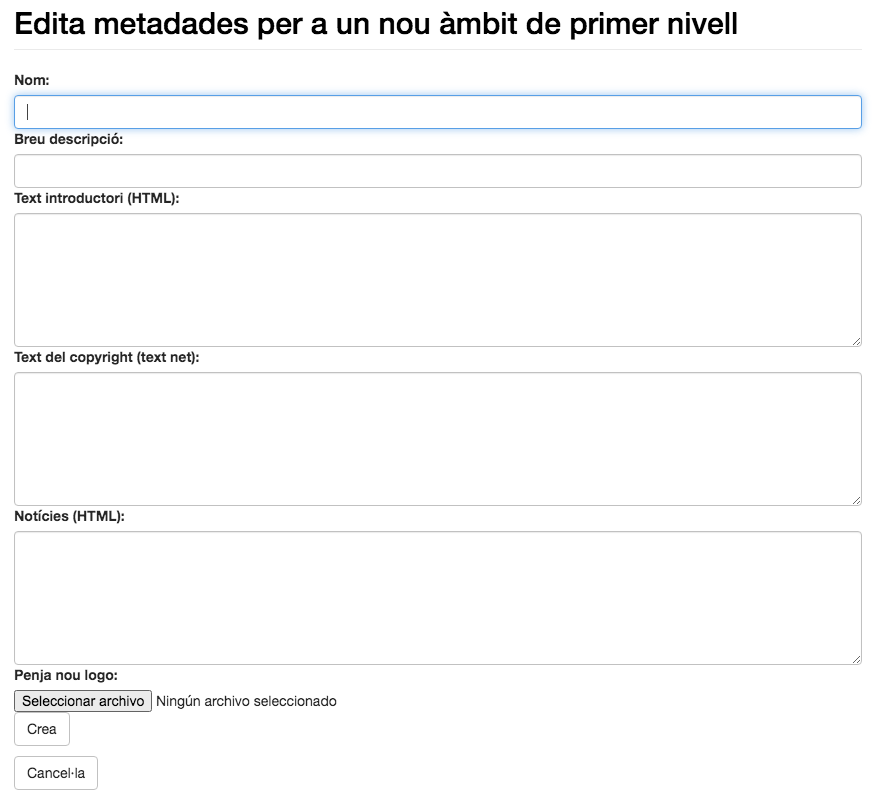 Edita metadades per a un nou àmbit de primer nivell
Nom:
Breu descripció:
Text introductori (HTML):
Text del copyright (text net):
Notícies (HTML):
Penja nou logo:
Seleccionar archivo Ningún archivo seleccionado
Crea
Cancel·la